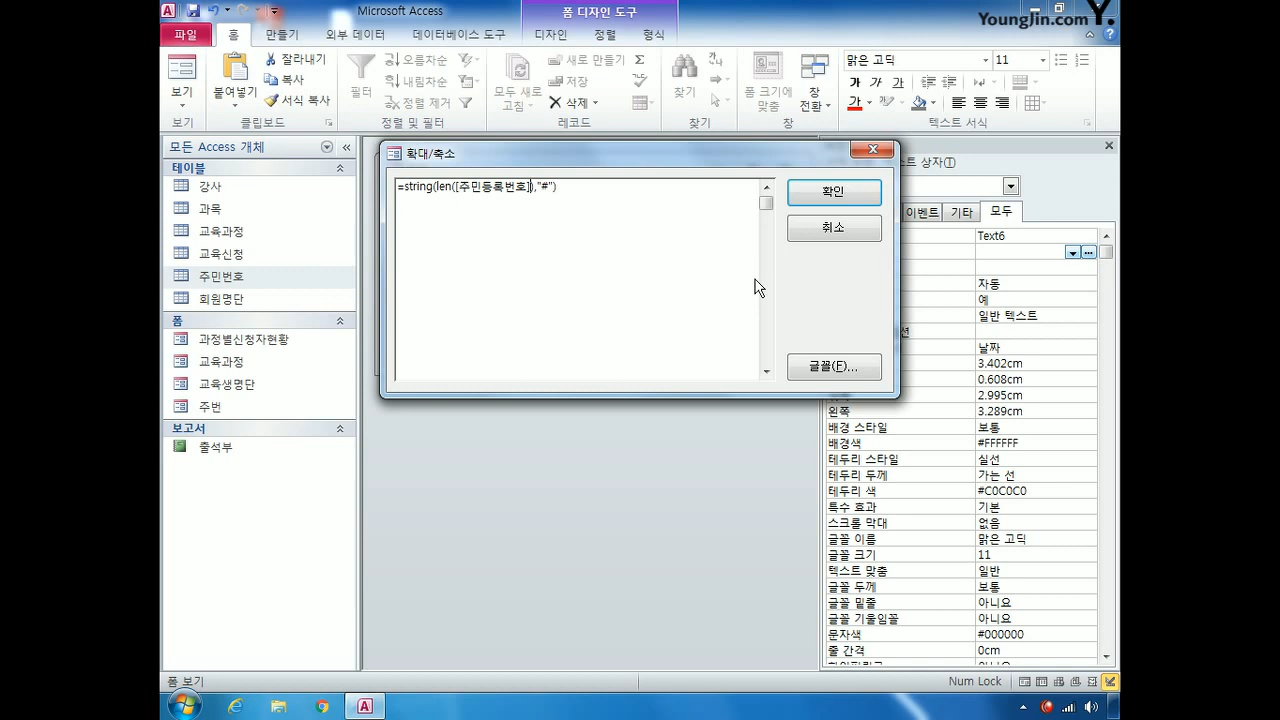 Microsoft Access
폼 디자인 도구
YoungJin.com Y.
파일
홈
만들기
외부 데이터
데이터베이스 도구
디자인
정렬
형식
보기
붙여넣기
잘라내기
복사
서식 복사
필터
오름차순
내림차순
정렬 제거
모두 새로
고침
새로 만들기
저장
삭제
찾기
폼 크기에
맞춤
창
전환
맑은 고딕
11
가
가
가
가
보기
클립보드
정렬 및 필터
레코드
찾기
창
텍스트 서식
모든 Access 개체
테이블
강사
과목
교육과정
교육신청
주민번호
회원명단
폼
과정별신청자현황
교육과정
교육생명단
주번
보고서
출석부
확대/축소
=string(len([주민등록번호]),"#")
확인
취소
글꼴(F)...
스트 상자(T)
이벤트
기타
모두
Text6
자동
예
일반 텍스트
션
날짜
3.402cm
0.608cm
2.995cm
왼쪽 3.289cm
배경 스타일 보통
배경색 #FFFFFF
테두리 스타일 실선
테두리 두께 가는 선
테두리 색 #C0C0C0
특수 효과 기본
스크롤 막대 없음
글꼴 이름 맑은 고딕
글꼴 크기 11
텍스트 맞춤 일반
글꼴 두께 보통
글꼴 밑줄 아니요
글꼴 기울임꼴 아니요
문자색 #000000
줄 간격 0cm
폼 보기
Num Lock